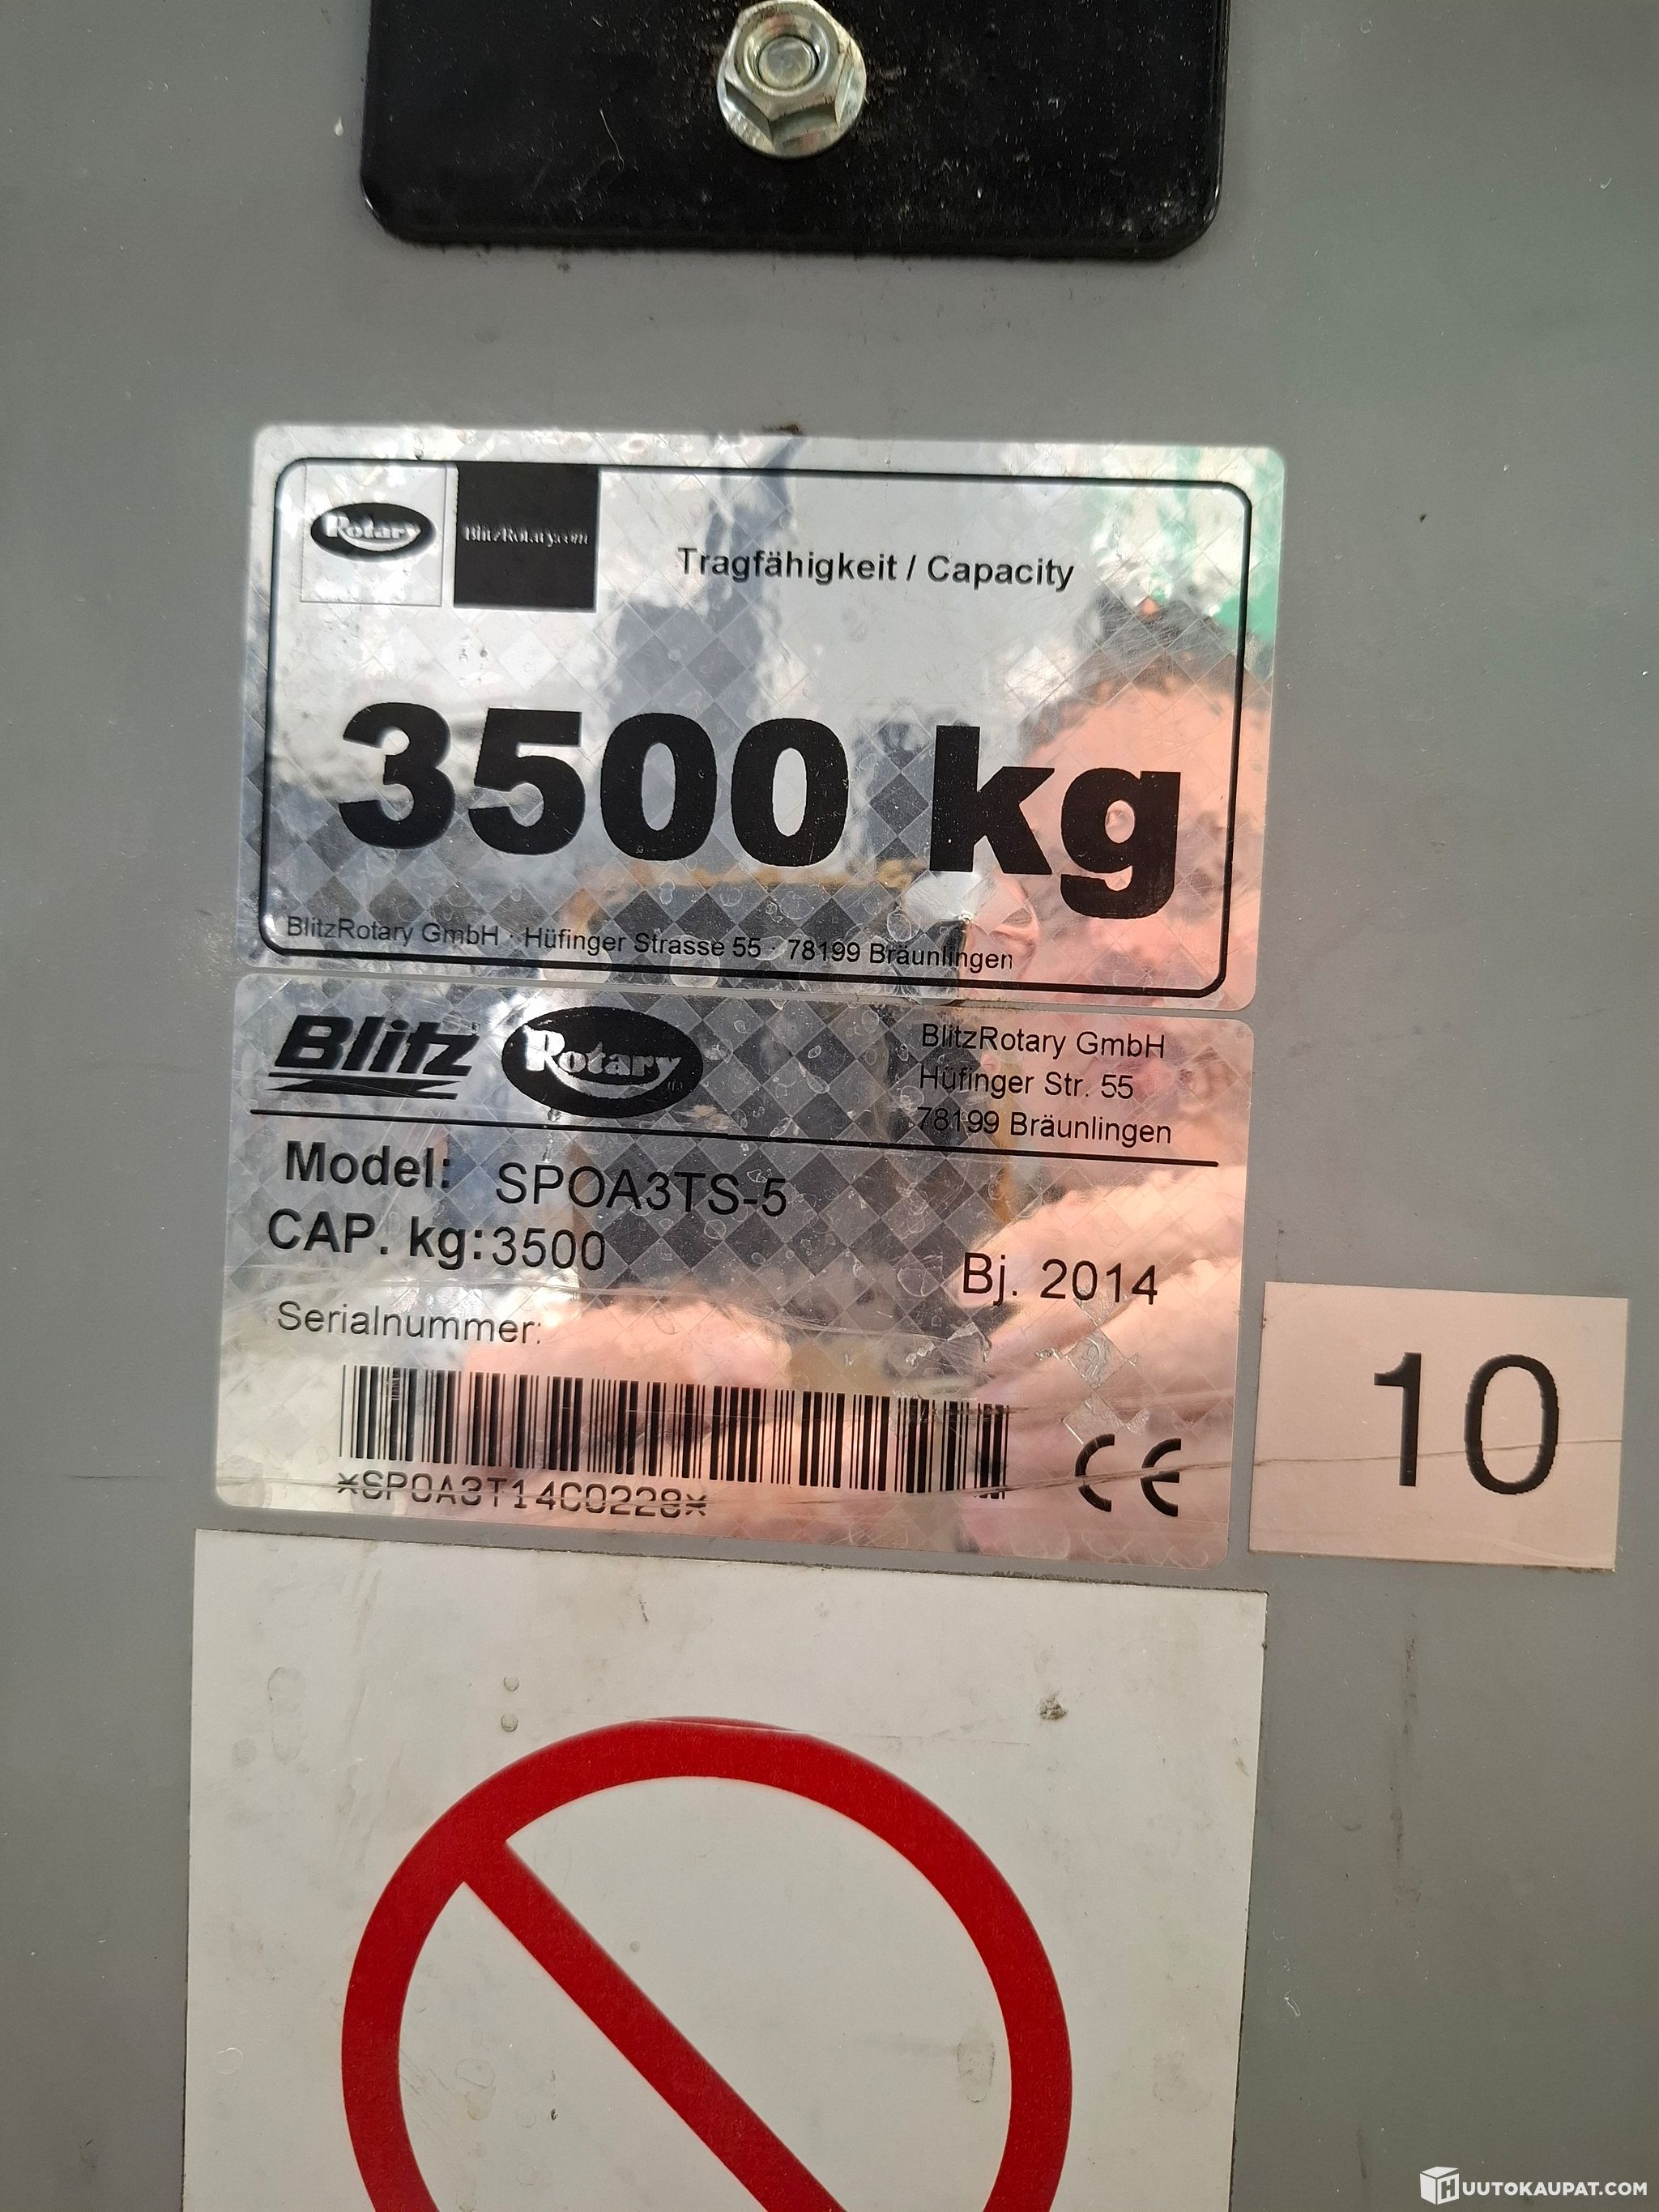 Rotary
BlitzRotary.com
Tragfähigkeit / Capacity
3500 kg
BlitzRotary GmbH · Hüfinger Strasse 55 · 78199 Bräunlingen
Blitz Rotary
BlitzRotary GmbH
Hüfinger Str. 55
78199 Bräunlingen
Model: SPOA3TS-5
CAP. kg:3500
Bj. 2014
Serialnummer:
*SPOA3T14C0228*
CE
10
HUUTOKAUPAT.COM